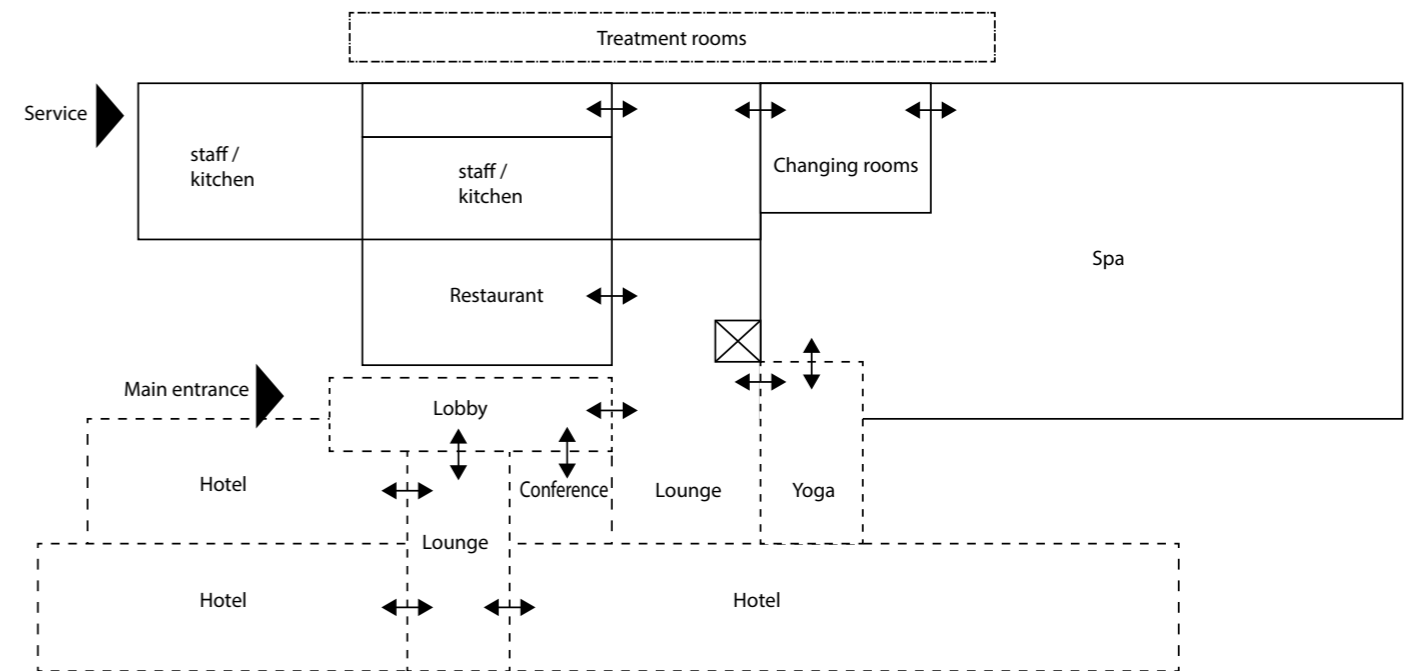 Treatment rooms
Service
staff /
kitchen
staff /
kitchen
Changing rooms
Spa
Restaurant
Main entrance
Lobby
Hotel
Conference
Lounge
Yoga
Lounge
Hotel
Hotel